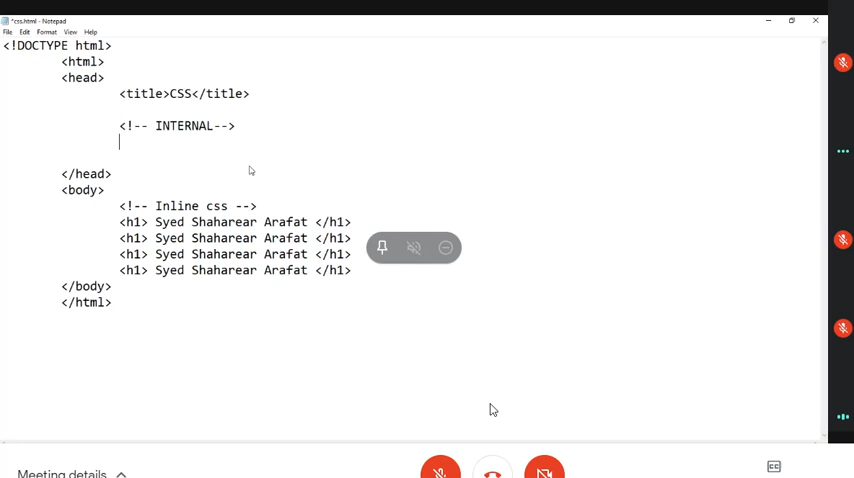 *css.html - Notepad
File Edit Format View Help
<!DOCTYPE html>
<html>
<head>
<title>CSS</title>
<!-- INTERNAL-->
</head>
<body>
<!-- Inline css -->
<h1> Syed Shaharear Arafat </h1>
<h1> Syed Shaharear Arafat </h1>
<h1> Syed Shaharear Arafat </h1>
<h1> Syed Shaharear Arafat </h1>
</body>
</html>
Meeting details
CC